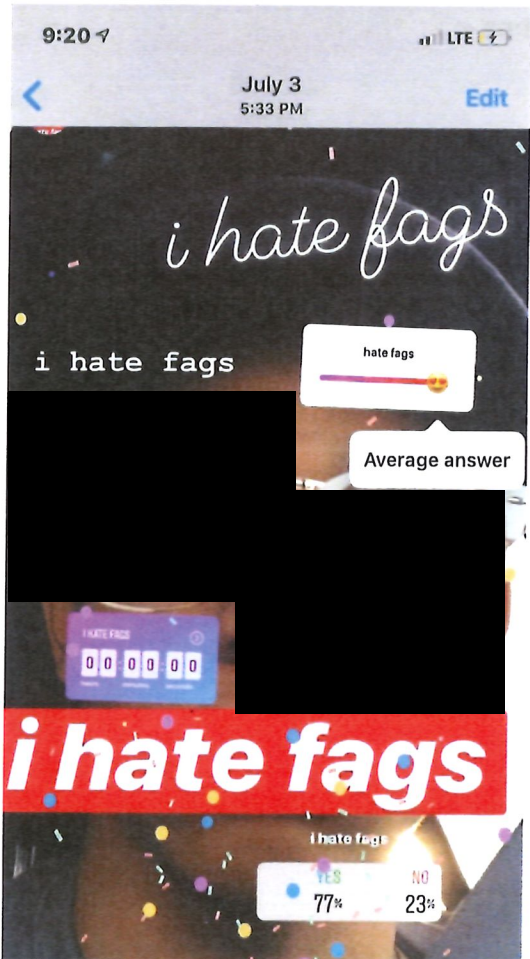 9:20
LTE
July 3
5:33 PM
Edit
i hate fags
i hate fags
hate fags
Average answer
I HATE FAGS
00 00 00
i hate fags
i hate fags
YES NO
77% 23%